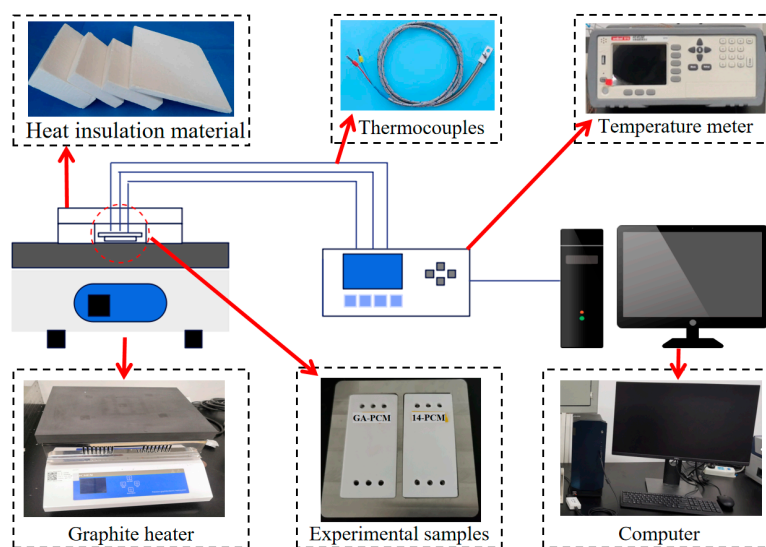 Heat insulation material
Thermocouples
Temperature meter
GA-PCM
14-PCM
Graphite heater
Experimental samples
Computer